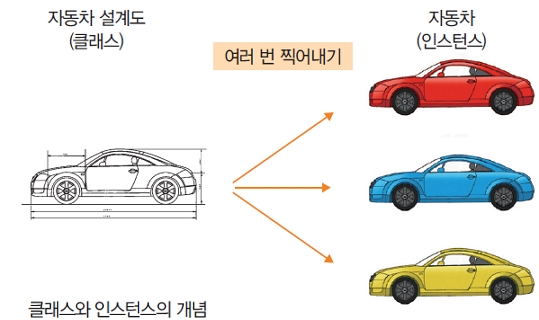 자동차 설계도
(클래스)
여러 번 찍어내기
자동차
(인스턴스)
클래스와 인스턴스의 개념